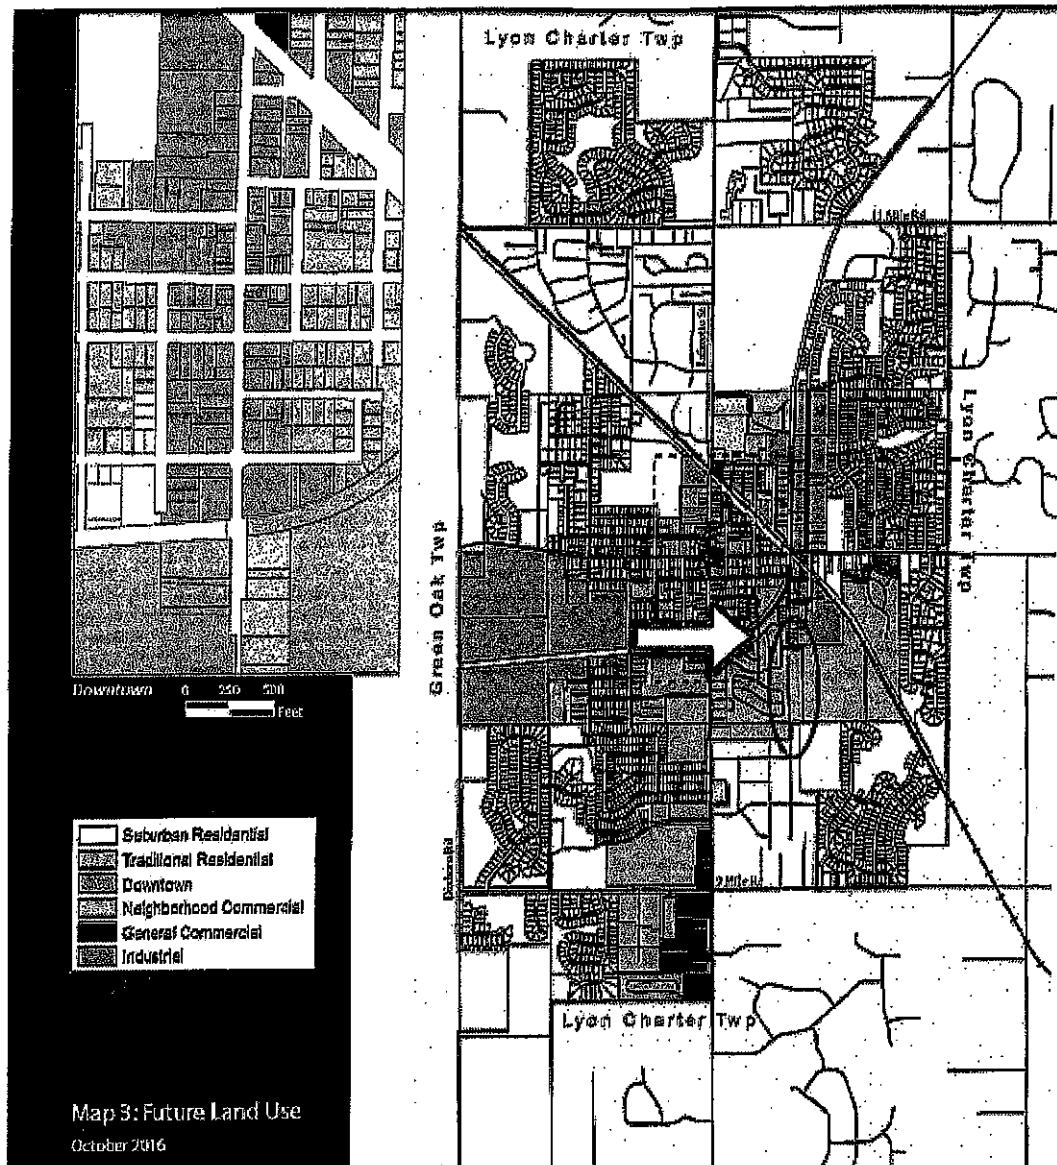 Lyon Charter Twp
11 Mile Rd
Lyon Charter Twp
Green Oak Twp
Downtown 0 250 500
Feet
Suburban Residential
Traditional Residential
Downtown
Neighborhood Commercial
General Commercial
Industrial
9 Mile Rd
Lyon Charter Twp
Map 3: Future Land Use
October 2016